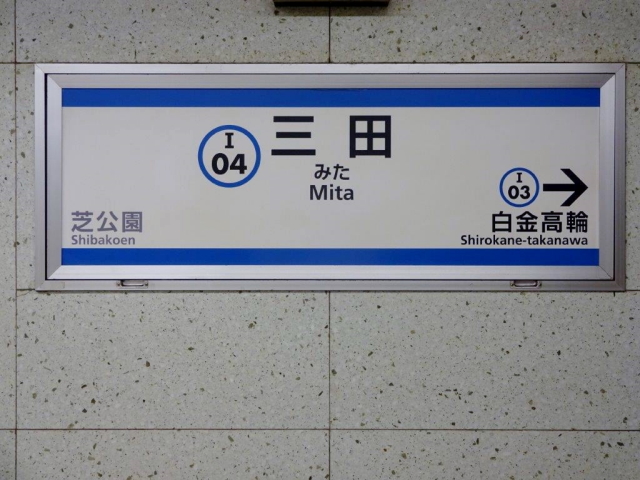 I
04
三田
みた
Mita
芝公園
Shibakoen
I
03
白金高輪
Shirokane-takanawa